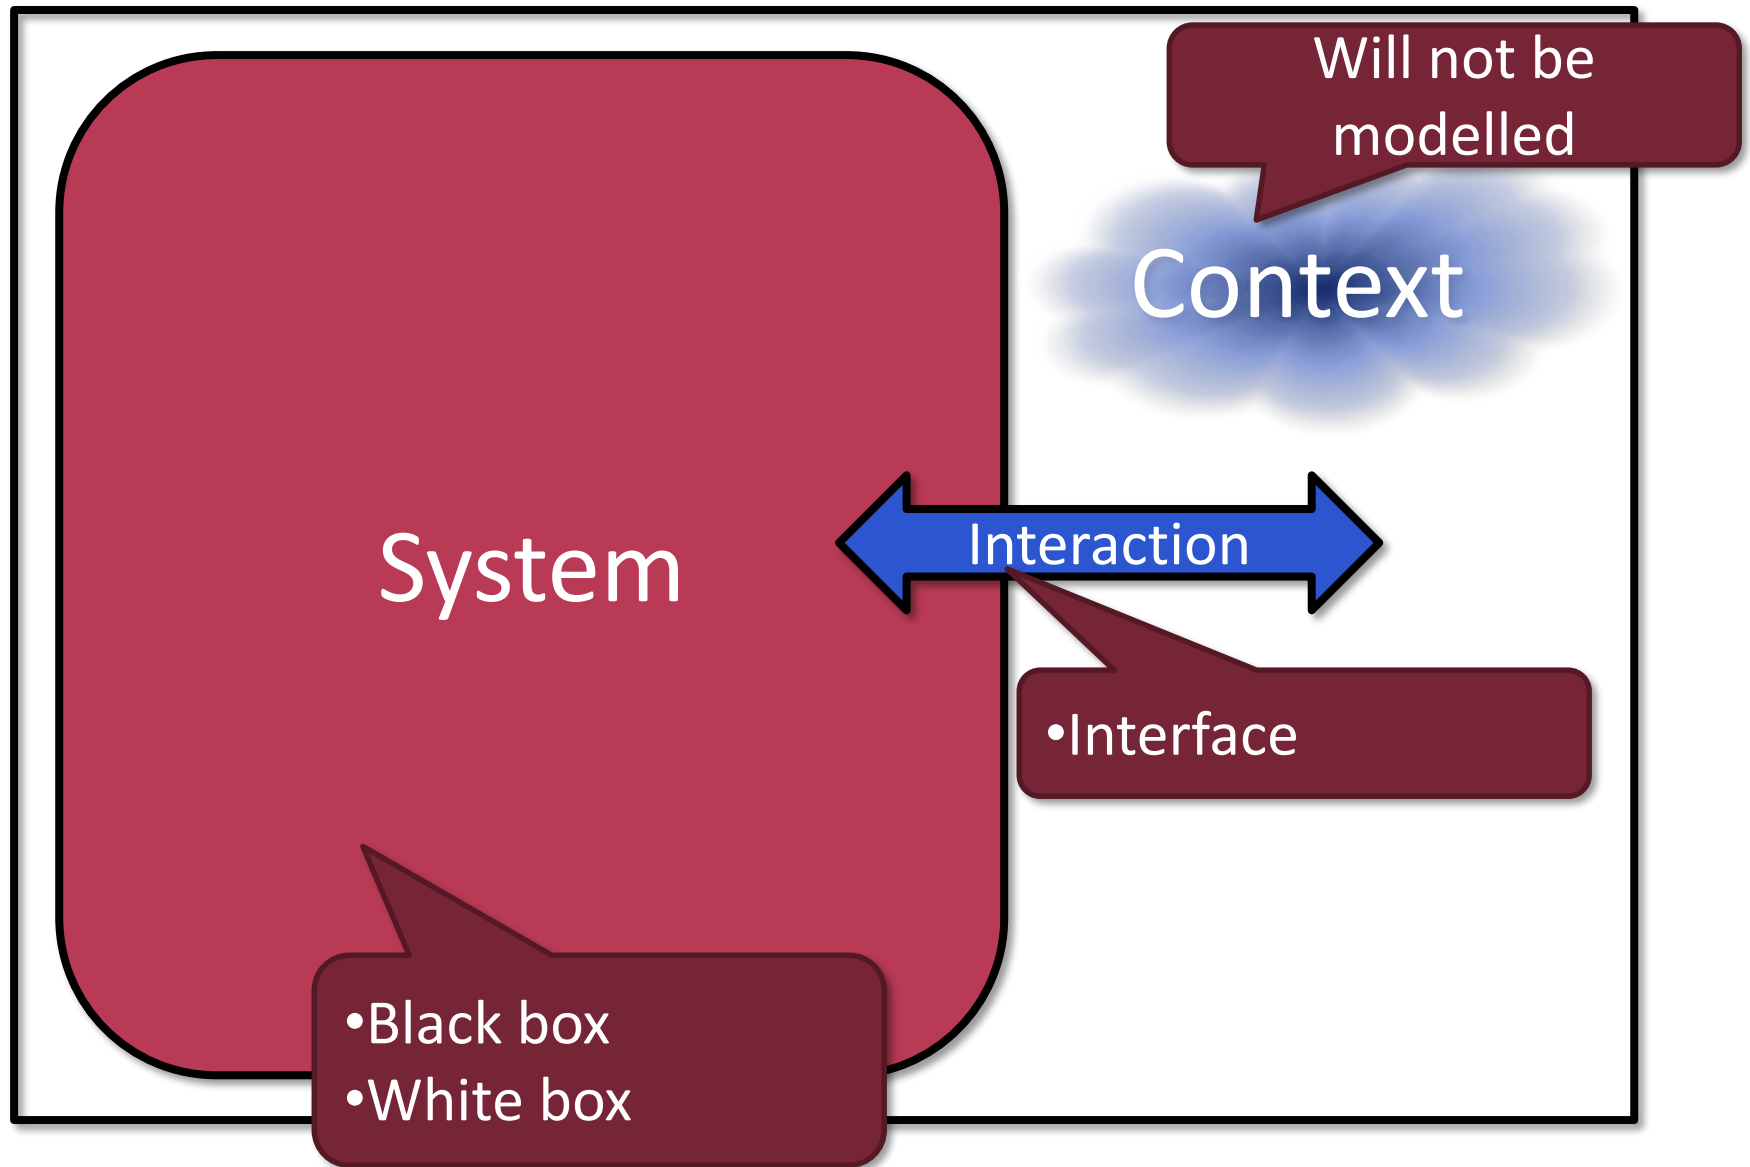 Will not be
modelled
Context
System
Interaction
•Interface
•Black box
•White box